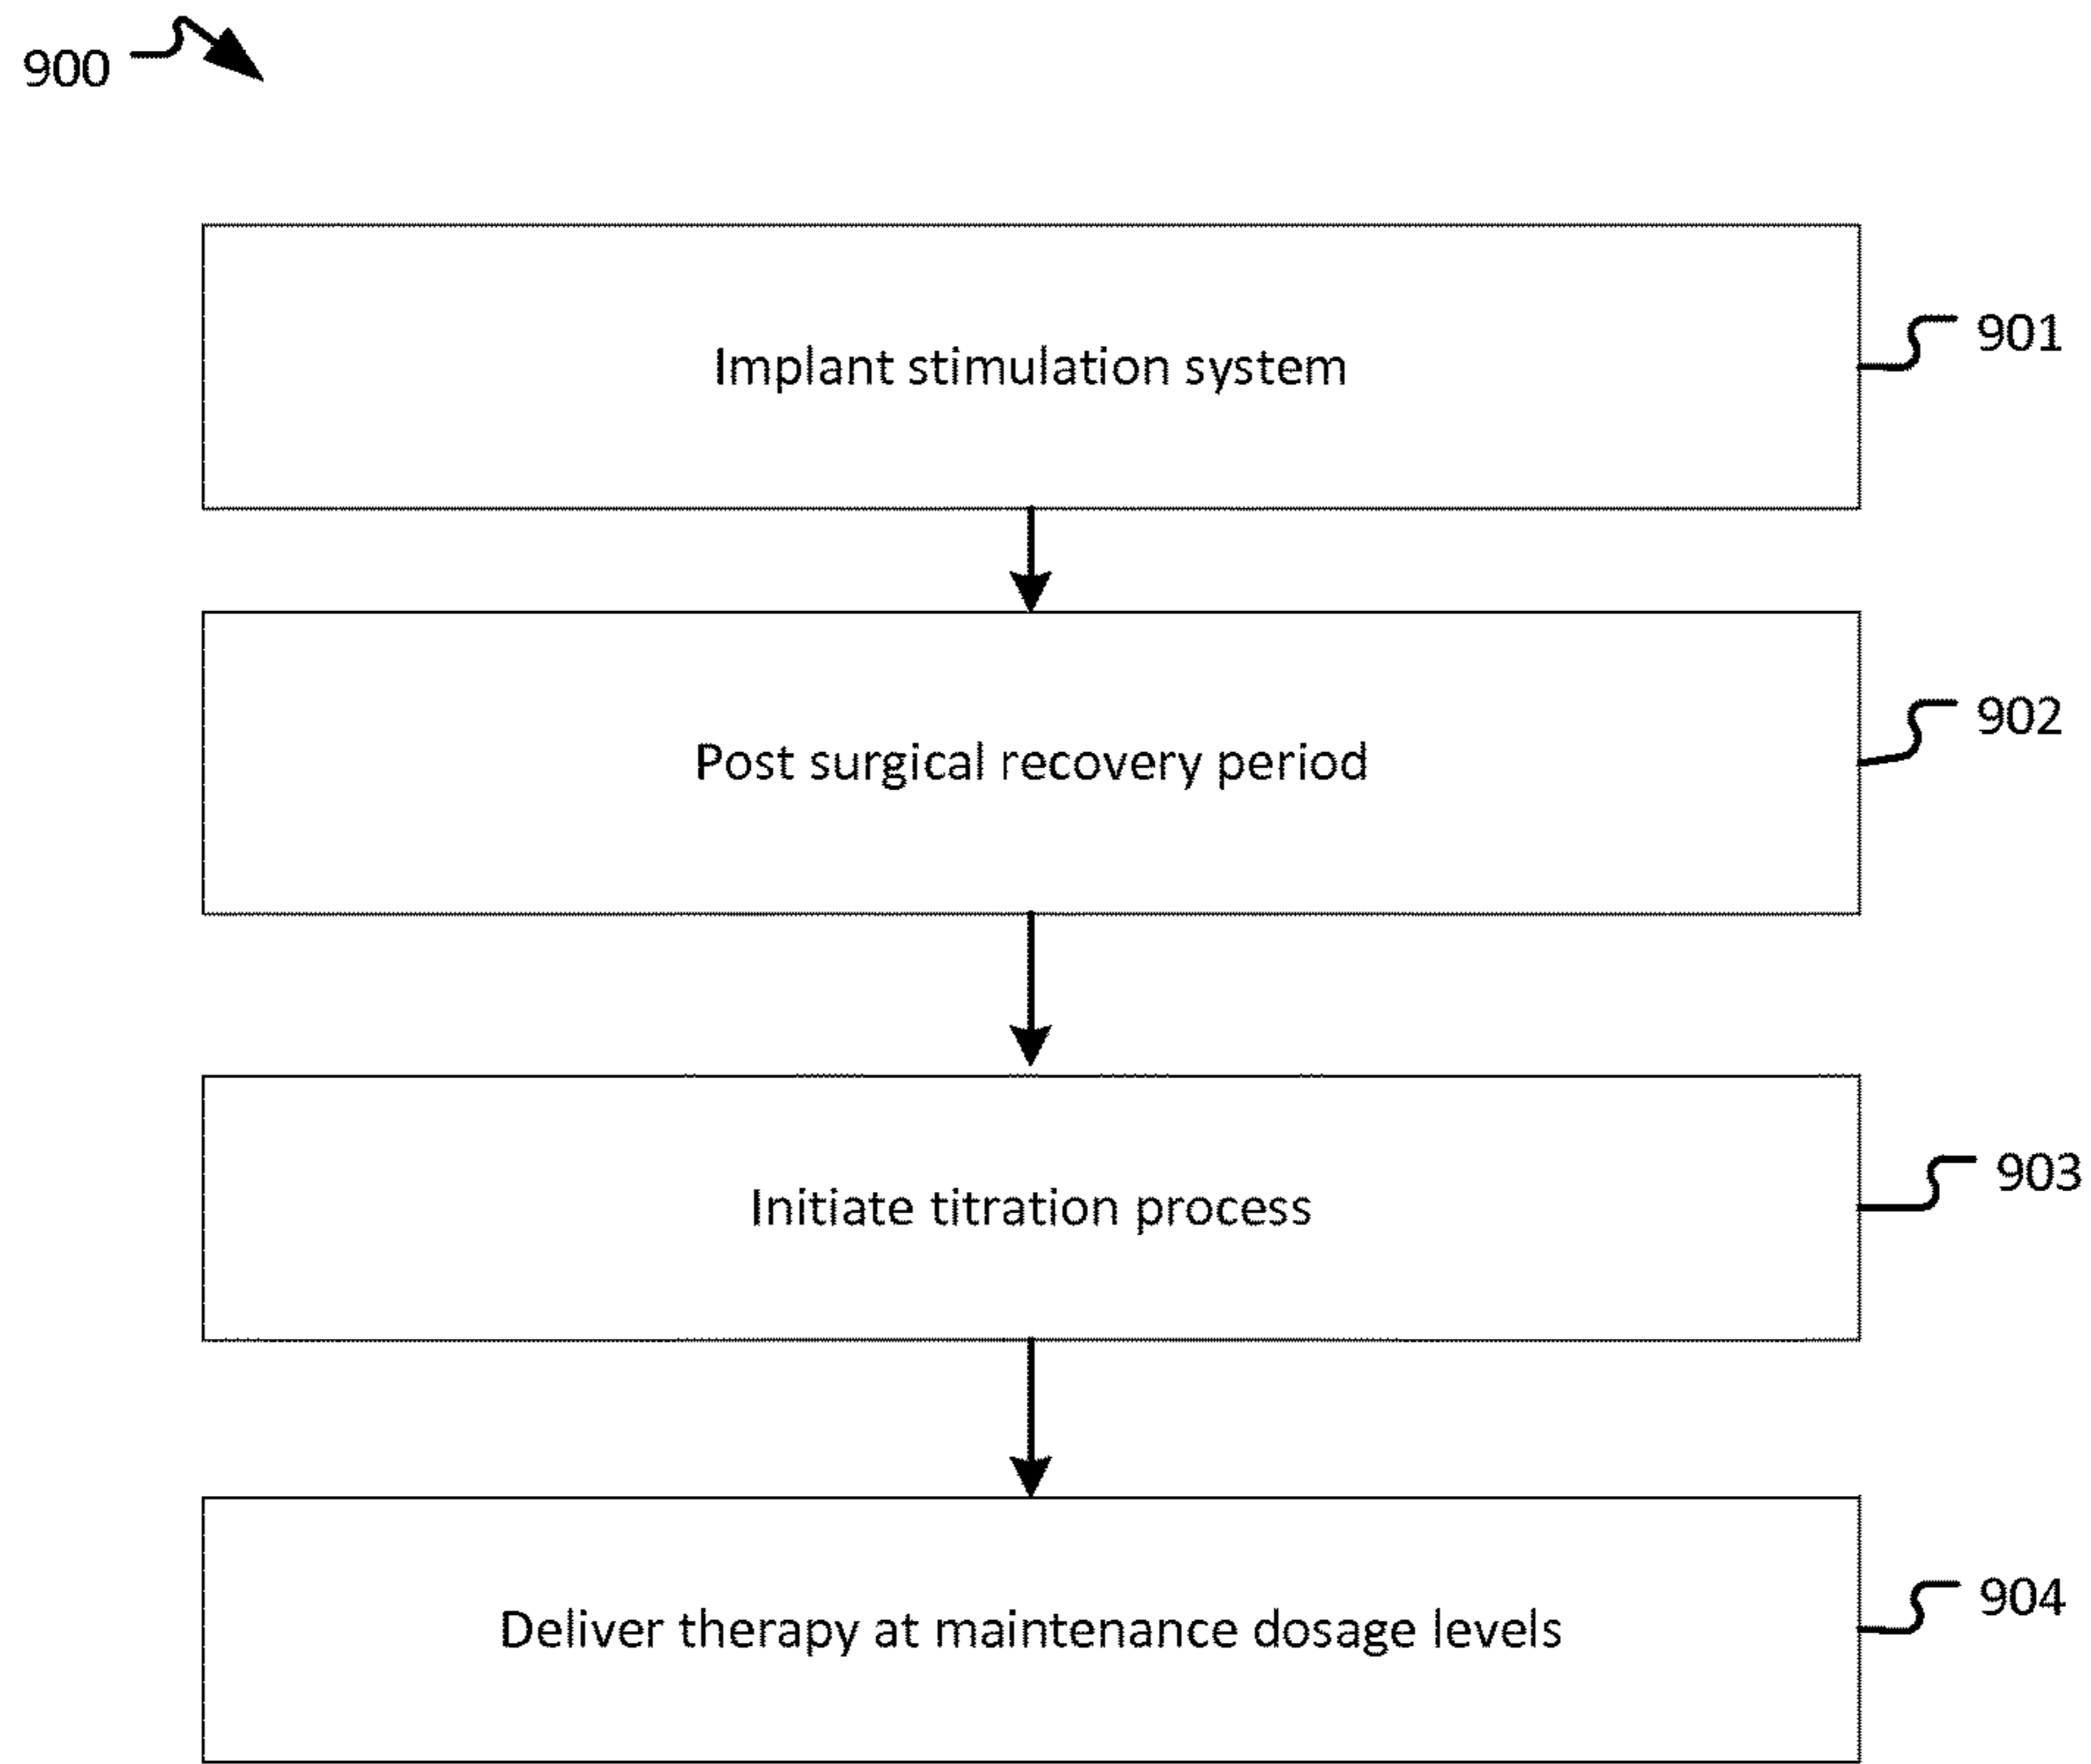 900
Implant stimulation system
901
Post surgical recovery period
902
Initiate titration process
903
Deliver therapy at maintenance dosage levels
904